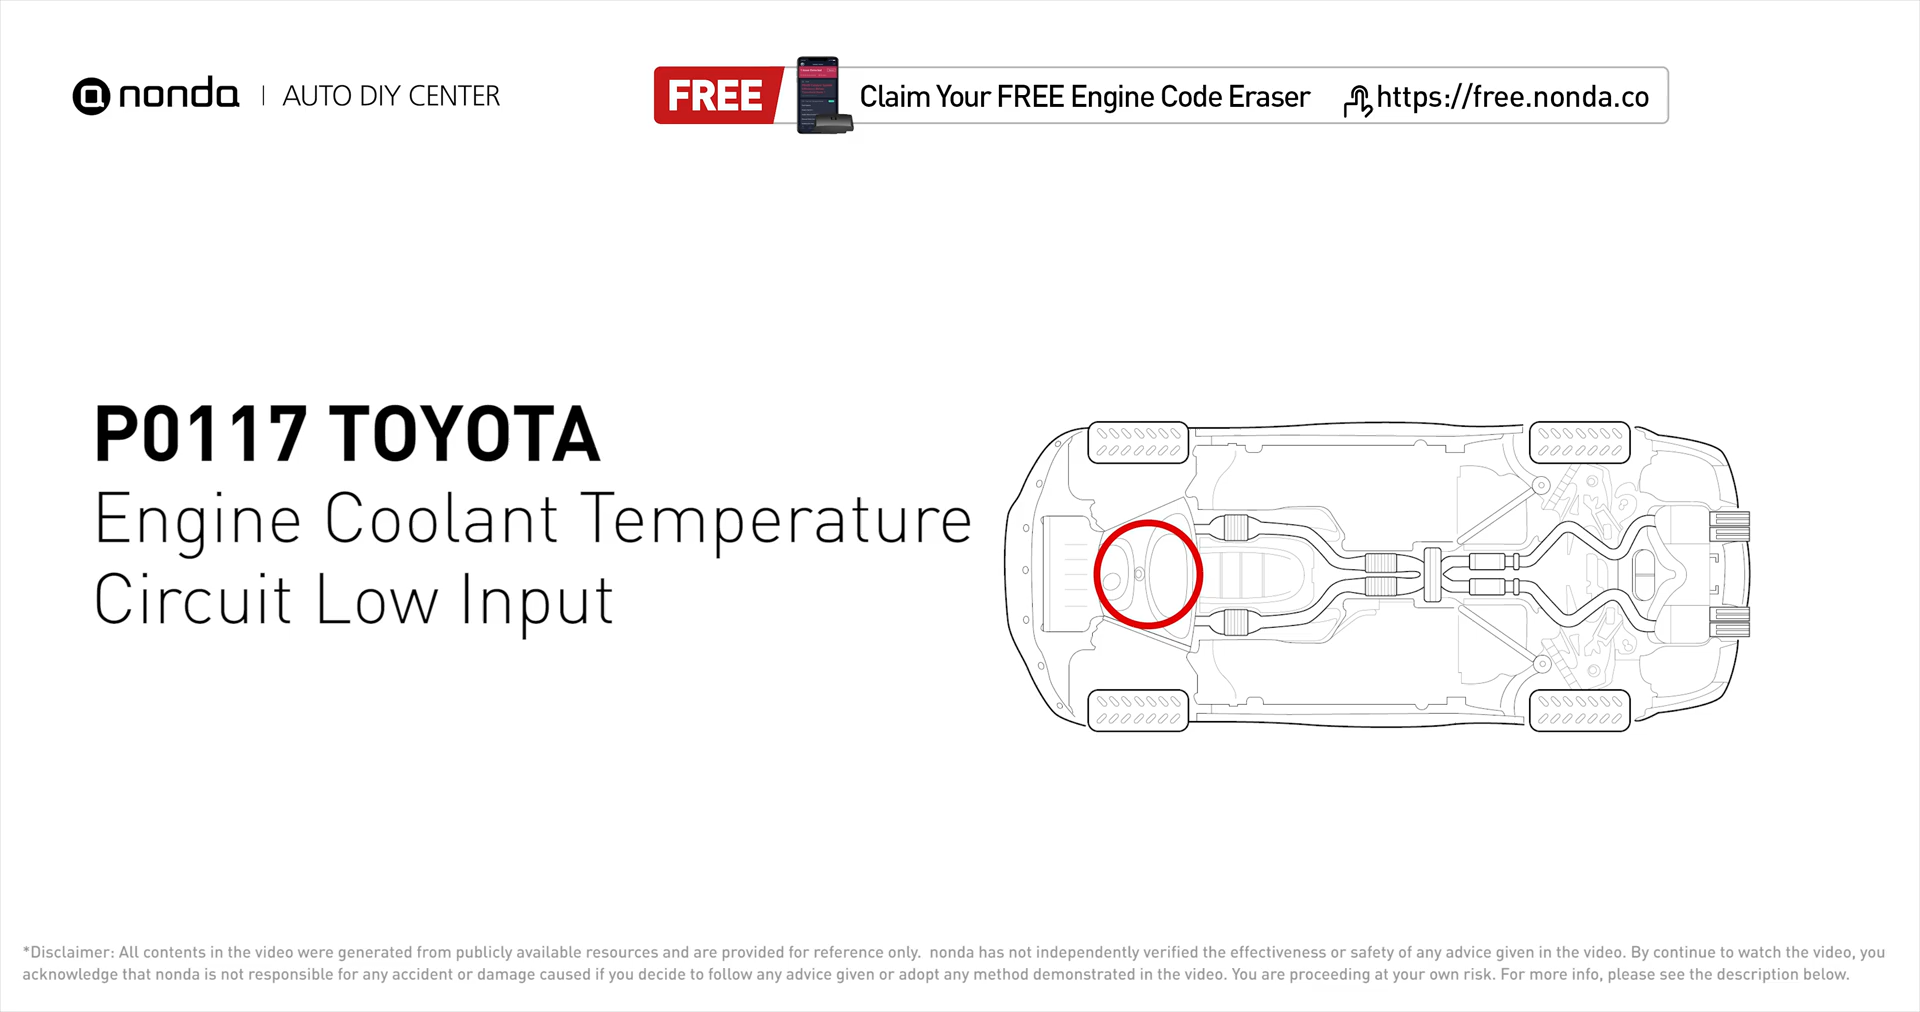 nonda | AUTO DIY CENTER
FREE Claim Your FREE Engine Code Eraser https://free.nonda.co
P0117 TOYOTA
Engine Coolant Temperature
Circuit Low Input
*Disclaimer: All contents in the video were generated from publicly available resources and are provided for reference only. nonda has not independently verified the effectiveness or safety of any advice given in the video. By continue to watch the video, you
acknowledge that nonda is not responsible for any accident or damage caused if you decide to follow any advice given or adopt any method demonstrated in the video. You are proceeding at your own risk. For more info, please see the description below.